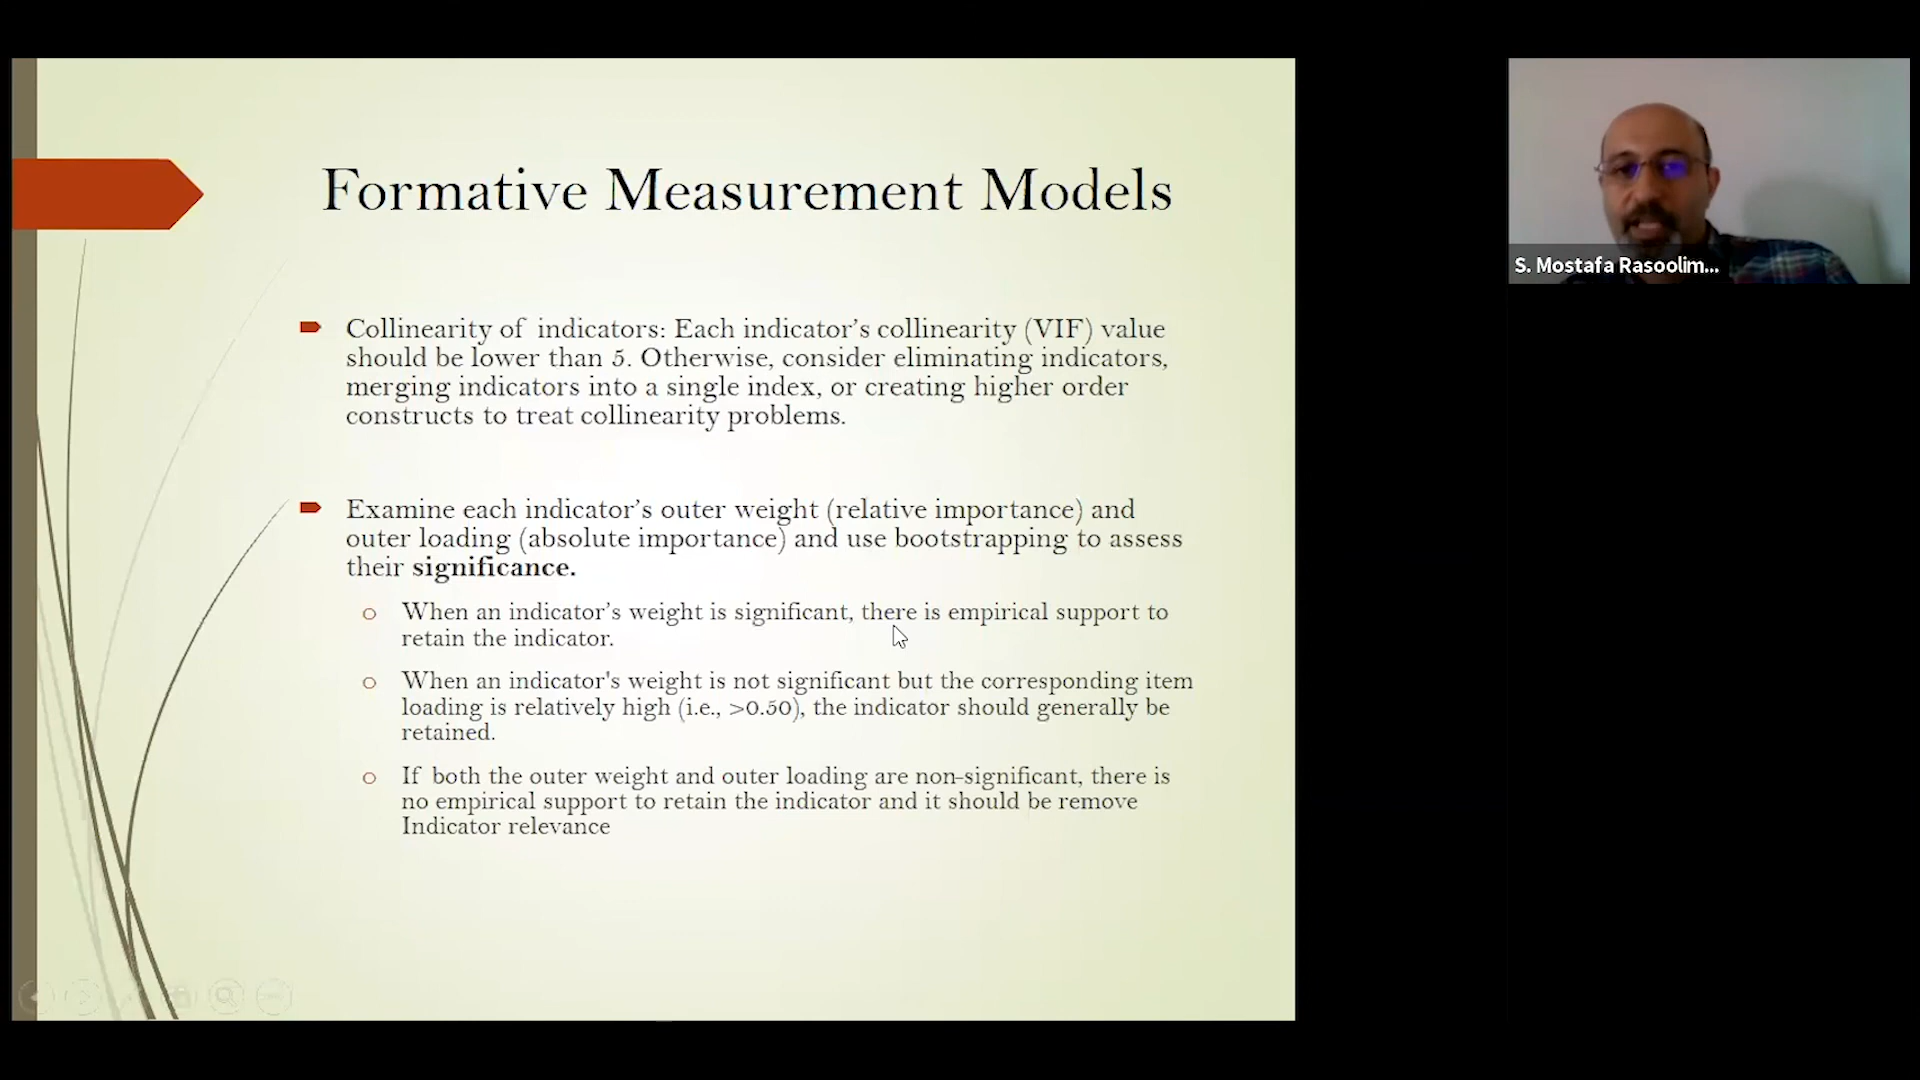 Formative Measurement Models
Collinearity of indicators: Each indicator’s collinearity (VIF) value
should be lower than 5. Otherwise, consider eliminating indicators,
merging indicators into a single index, or creating higher order
constructs to treat collinearity problems.
Examine each indicator’s outer weight (relative importance) and
outer loading (absolute importance) and use bootstrapping to assess
their significance.
When an indicator’s weight is significant, there is empirical support to
retain the indicator.
When an indicator's weight is not significant but the corresponding item
loading is relatively high (i.e., >0.50), the indicator should generally be
retained.
If both the outer weight and outer loading are non-significant, there is
no empirical support to retain the indicator and it should be remove
Indicator relevance
S. Mostafa Rasoolim...